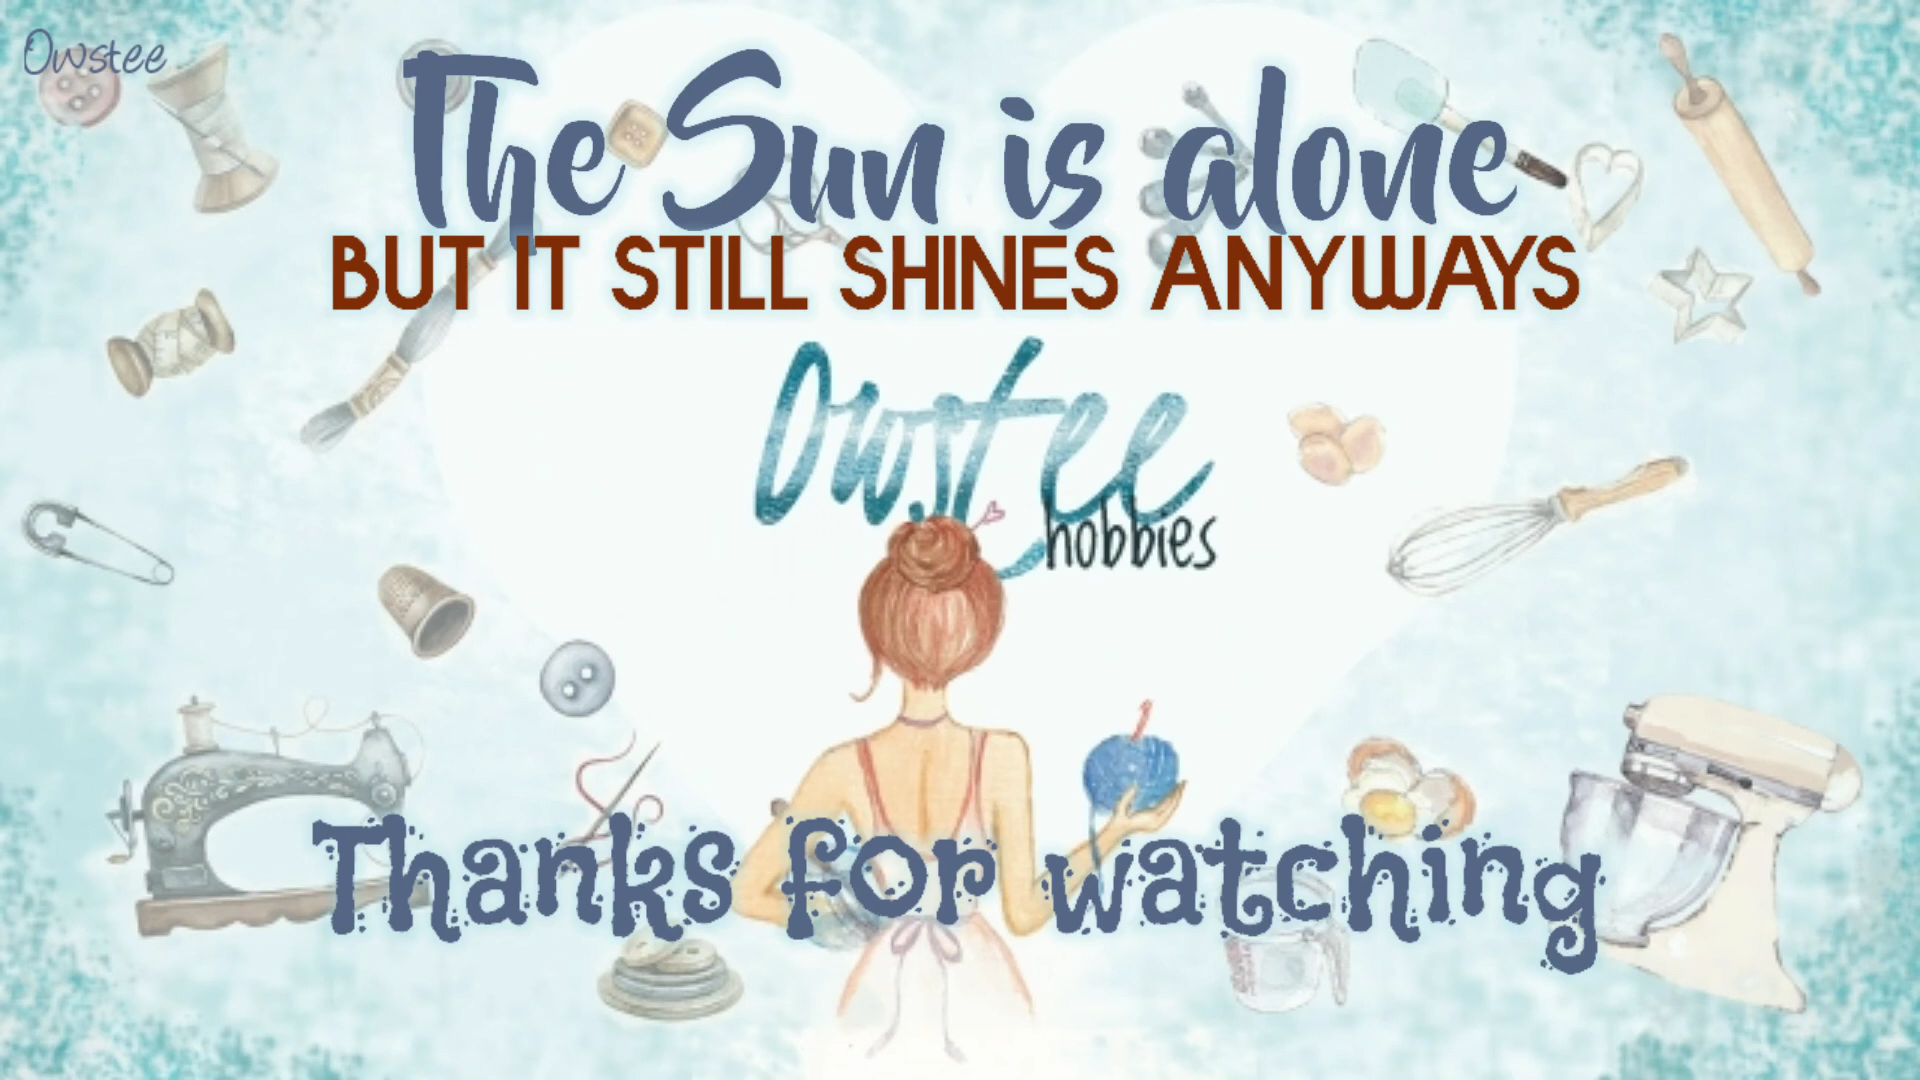 Owstee
The Sun is alone
BUT IT STILL SHINES ANYWAYS
Owstee
hobbies
Thanks for watching